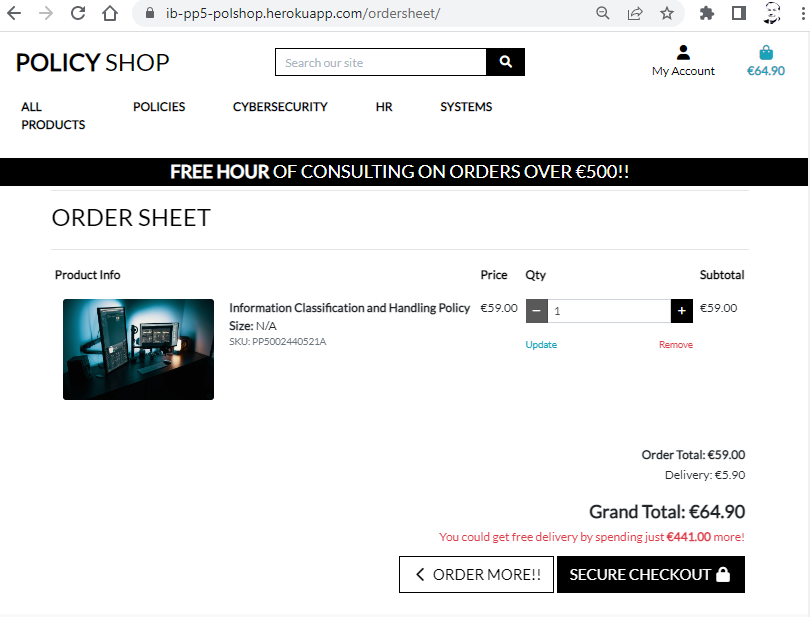 ib-pp5-polshop.herokuapp.com/ordersheet/
POLICY SHOP
Search our site
My Account
€64.90
ALL PRODUCTS
POLICIES
CYBERSECURITY
HR
SYSTEMS
FREE HOUR OF CONSULTING ON ORDERS OVER €500!!
ORDER SHEET
Product Info Price Qty Subtotal
Information Classification and Handling Policy €59.00 − 1 + €59.00
Size: N/A
SKU: PP5002440521A
Update Remove
Order Total: €59.00
Delivery: €5.90
Grand Total: €64.90
You could get free delivery by spending just €441.00 more!
ORDER MORE!! SECURE CHECKOUT